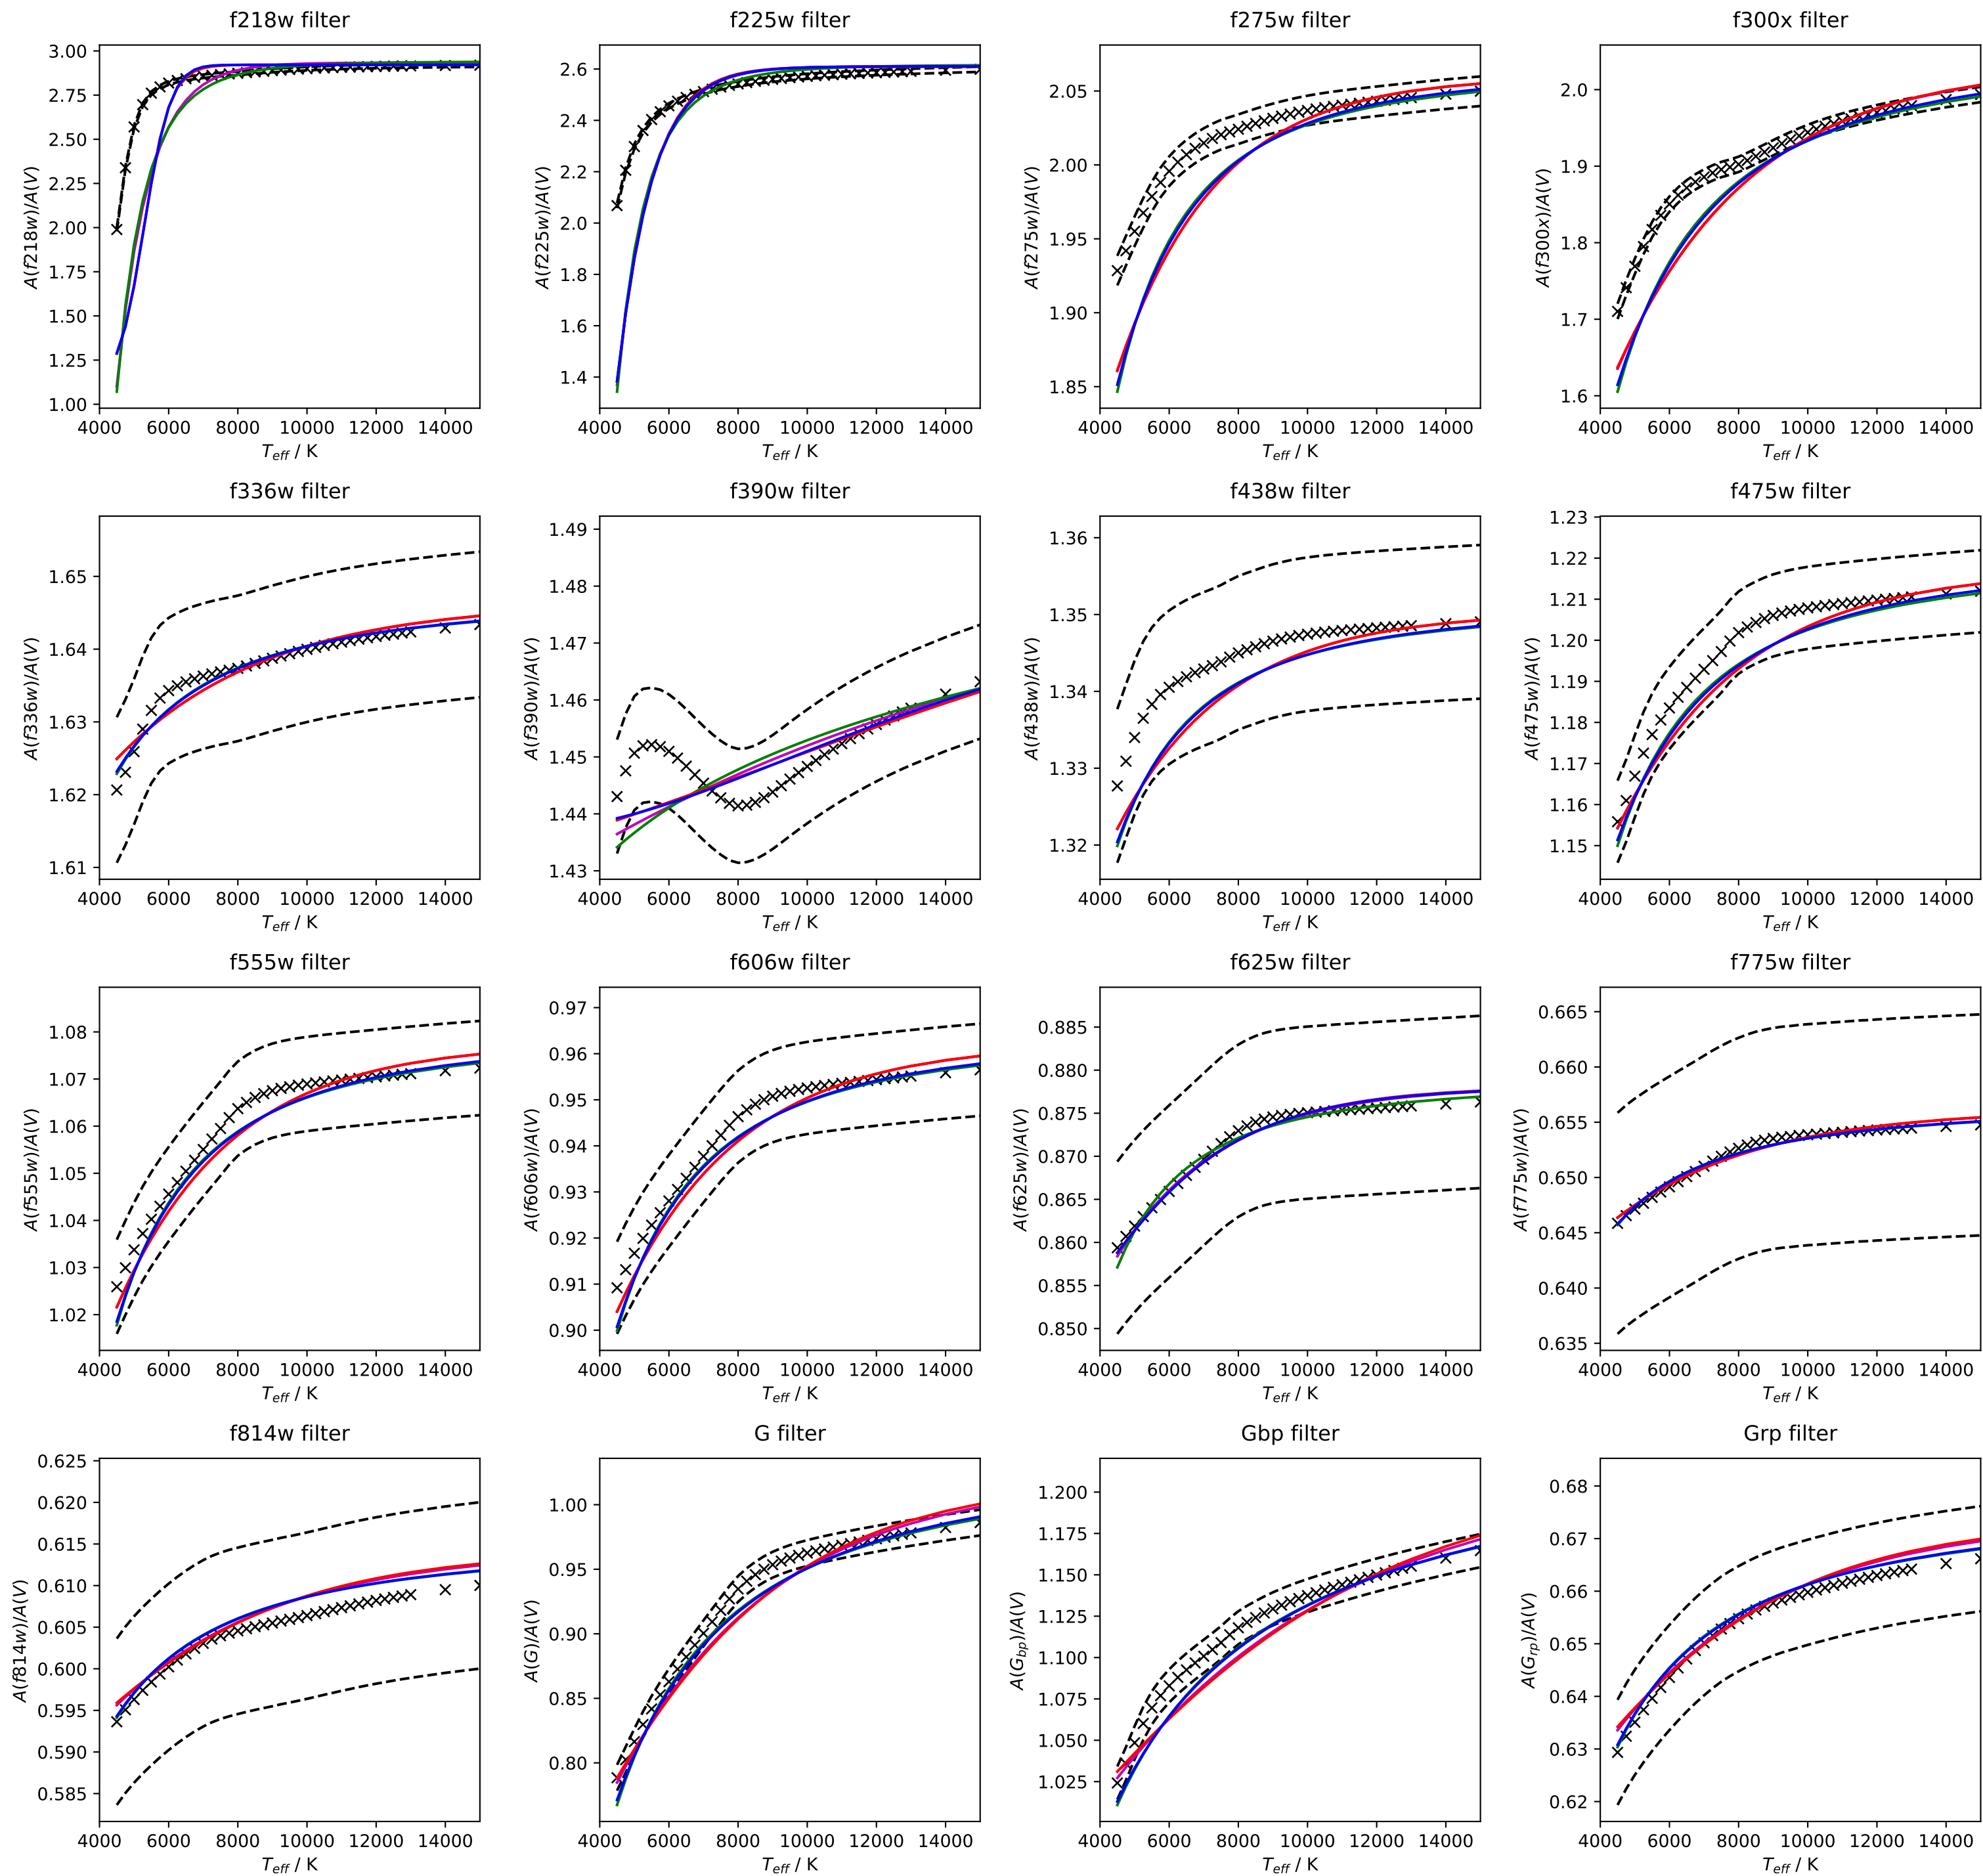 f218w filter
f225w filter
f275w filter
f300x filter
A(f218w)/A(V)
3.00
2.75
2.50
2.25
2.00
1.75
1.50
1.25
1.00
4000 6000 8000 10000 12000 14000
T_eff / K
A(f225w)/A(V)
2.6
2.4
2.2
2.0
1.8
1.6
1.4
4000 6000 8000 10000 12000 14000
T_eff / K
A(f275w)/A(V)
2.05
2.00
1.95
1.90
1.85
4000 6000 8000 10000 12000 14000
T_eff / K
A(f300x)/A(V)
2.0
1.9
1.8
1.7
1.6
4000 6000 8000 10000 12000 14000
T_eff / K
f336w filter
f390w filter
f438w filter
f475w filter
A(f336w)/A(V)
1.65
1.64
1.63
1.62
1.61
4000 6000 8000 10000 12000 14000
T_eff / K
A(f390w)/A(V)
1.49
1.48
1.47
1.46
1.45
1.44
1.43
4000 6000 8000 10000 12000 14000
T_eff / K
A(f438w)/A(V)
1.36
1.35
1.34
1.33
1.32
4000 6000 8000 10000 12000 14000
T_eff / K
A(f475w)/A(V)
1.23
1.22
1.21
1.20
1.19
1.18
1.17
1.16
1.15
4000 6000 8000 10000 12000 14000
T_eff / K
f555w filter
f606w filter
f625w filter
f775w filter
A(f555w)/A(V)
1.08
1.07
1.06
1.05
1.04
1.03
1.02
4000 6000 8000 10000 12000 14000
T_eff / K
A(f606w)/A(V)
0.97
0.96
0.95
0.94
0.93
0.92
0.91
0.90
4000 6000 8000 10000 12000 14000
T_eff / K
A(f625w)/A(V)
0.885
0.880
0.875
0.870
0.865
0.860
0.855
0.850
4000 6000 8000 10000 12000 14000
T_eff / K
A(f775w)/A(V)
0.665
0.660
0.655
0.650
0.645
0.640
0.635
4000 6000 8000 10000 12000 14000
T_eff / K
f814w filter
G filter
Gbp filter
Grp filter
A(f814w)/A(V)
0.625
0.620
0.615
0.610
0.605
0.600
0.595
0.590
0.585
4000 6000 8000 10000 12000 14000
T_eff / K
A(G)/A(V)
1.00
0.95
0.90
0.85
0.80
4000 6000 8000 10000 12000 14000
T_eff / K
A(G_bp)/A(V)
1.200
1.175
1.150
1.125
1.100
1.075
1.050
1.025
4000 6000 8000 10000 12000 14000
T_eff / K
A(G_rp)/A(V)
0.68
0.67
0.66
0.65
0.64
0.63
0.62
4000 6000 8000 10000 12000 14000
T_eff / K